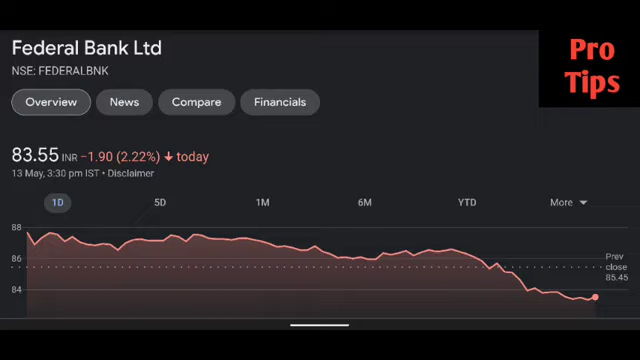 Federal Bank Ltd
NSE: FEDERALBNK
Pro
Tips
Overview
News
Compare
Financials
83.55 INR −1.90 (2.22%) ↓ today
13 May, 3:30 pm IST • Disclaimer
1D
5D
1M
6M
YTD
More
88
86
84
Prev
close
85.45